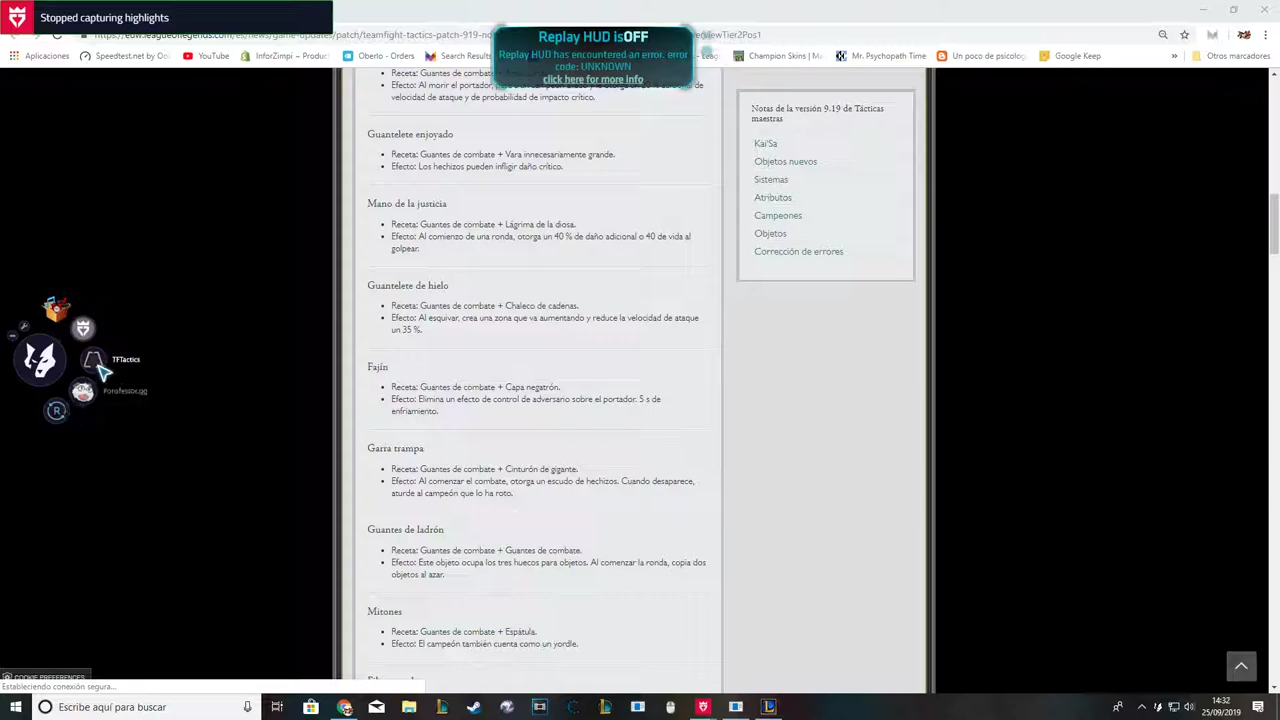 Stopped capturing highlights
Replay HUD is OFF
Replay HUD has encountered an error. error
code: UNKNOWN
click here for more info
Aplicaciones
Speedtest.net by Oo
YouTube
InforZimpi – Product
Oberlo - Orders
Search Results
Champion Skins | Ma
Mr. Psychopath Time
Un poco de psicolog
Google Keep
»
Otros marcadores
Receta: Guantes de combate +
Efecto: Al morir el portador,
velocidad de ataque y de probabilidad de impacto crítico.
Guantelete enjoyado
Receta: Guantes de combate + Vara innecesariamente grande.
Efecto: Los hechizos pueden infligir daño crítico.
Mano de la justicia
Receta: Guantes de combate + Lágrima de la diosa.
Efecto: Al comienzo de una ronda, otorga un 40 % de daño adicional o 40 de vida al
golpear.
Guantelete de hielo
Receta: Guantes de combate + Chaleco de cadenas.
Efecto: Al esquivar, crea una zona que va aumentando y reduce la velocidad de ataque
un 35 %.
Fajín
Receta: Guantes de combate + Capa negatrón.
Efecto: Elimina un efecto de control de adversario sobre el portador. 5 s de
enfriamiento.
Garra trampa
Receta: Guantes de combate + Cinturón de gigante.
Efecto: Al comenzar el combate, otorga un escudo de hechizos. Cuando desaparece,
aturde al campeón que lo ha roto.
Guantes de ladrón
Receta: Guantes de combate + Guantes de combate.
Efecto: Este objeto ocupa los tres huecos para objetos. Al comenzar la ronda, copia dos
objetos al azar.
Mitones
Receta: Guantes de combate + Espátula.
Efecto: El campeón también cuenta como un yordle.
Notas de la versión 9.19 de Tácticas
maestras
Kai'Sa
Objetos nuevos
Sistemas
Atributos
Campeones
Objetos
Corrección de errores
TFTactics
Porofessor.gg
R
COOKIE PREFERENCES
Estableciendo conexión segura...
Escribe aquí para buscar
14:32
25/09/2019